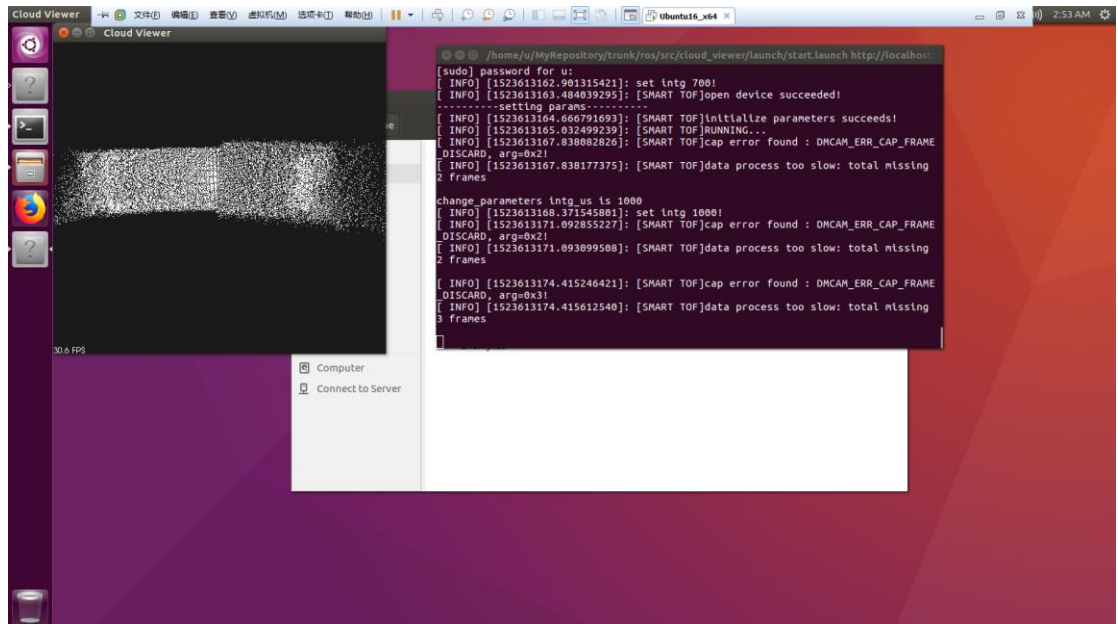 Cloud Viewer
文件(F) 编辑(E) 查看(V) 虚拟机(M) 选项卡(T) 帮助(H)
Ubuntu16_x64
2:53 AM
Cloud Viewer
30.6 FPS
/home/u/MyRepository/trunk/ros/src/cloud_viewer/launch/start.launch http://localhost:
[sudo] password for u:
[ INFO] [1523613162.901315421]: set intg 700!
[ INFO] [1523613163.484039295]: [SMART TOF]open device succeeded!
----------setting params----------
[ INFO] [1523613164.666791693]: [SMART TOF]initialize parameters succeeds!
[ INFO] [1523613165.032499239]: [SMART TOF]RUNNING...
[ INFO] [1523613167.838082826]: [SMART TOF]cap error found : DMCAM_ERR_CAP_FRAME
_DISCARD, arg=0x2!
[ INFO] [1523613167.838177375]: [SMART TOF]data process too slow: total missing
2 frames
change_parameters intg_us is 1000
[ INFO] [1523613168.371545801]: set intg 1000!
[ INFO] [1523613171.092855227]: [SMART TOF]cap error found : DMCAM_ERR_CAP_FRAME
_DISCARD, arg=0x2!
[ INFO] [1523613171.093099508]: [SMART TOF]data process too slow: total missing
2 frames
[ INFO] [1523613174.415246421]: [SMART TOF]cap error found : DMCAM_ERR_CAP_FRAME
_DISCARD, arg=0x3!
[ INFO] [1523613174.415612540]: [SMART TOF]data process too slow: total missing
3 frames
Computer
Connect to Server